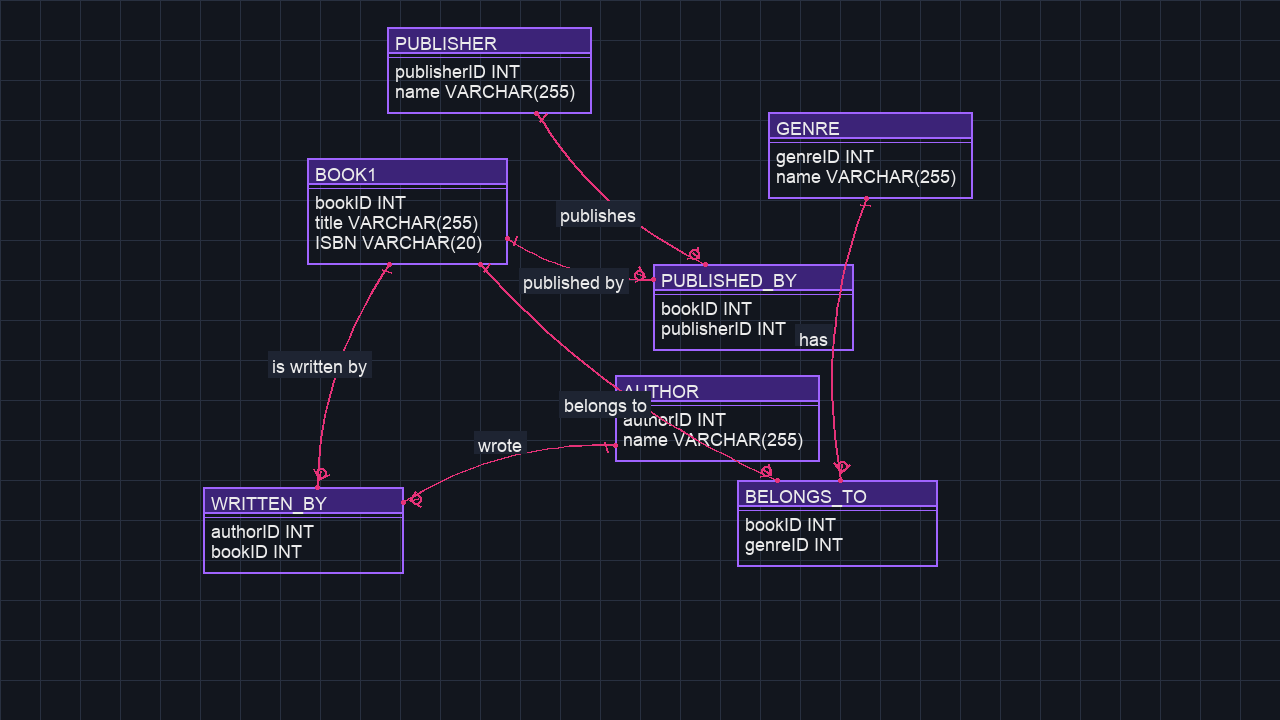 PUBLISHER
publisherID INT
name VARCHAR(255)
GENRE
genreID INT
name VARCHAR(255)
BOOK1
bookID INT
title VARCHAR(255)
ISBN VARCHAR(20)
publishes
published by
PUBLISHED_BY
bookID INT
publisherID INT
has
is written by
AUTHOR
authorID INT
name VARCHAR(255)
belongs to
wrote
WRITTEN_BY
authorID INT
bookID INT
BELONGS_TO
bookID INT
genreID INT